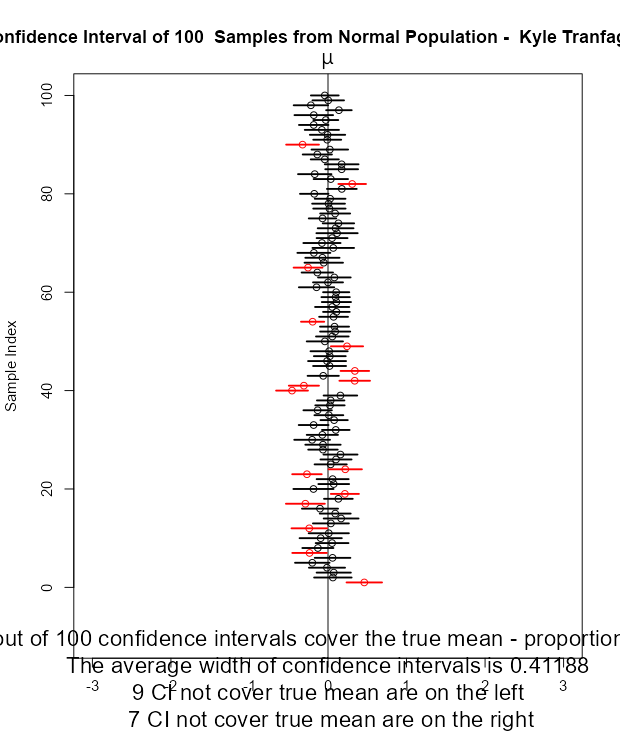 onfidence Interval of 100 Samples from Normal Population - Kyle Tranfag
μ
100
80
60
40
20
0
Sample Index
out of 100 confidence intervals cover the true mean - proportion
The average width of confidence intervals is 0.41188
-3 -2 -1 0 1 2 3
9 CI not cover true mean are on the left
7 CI not cover true mean are on the right